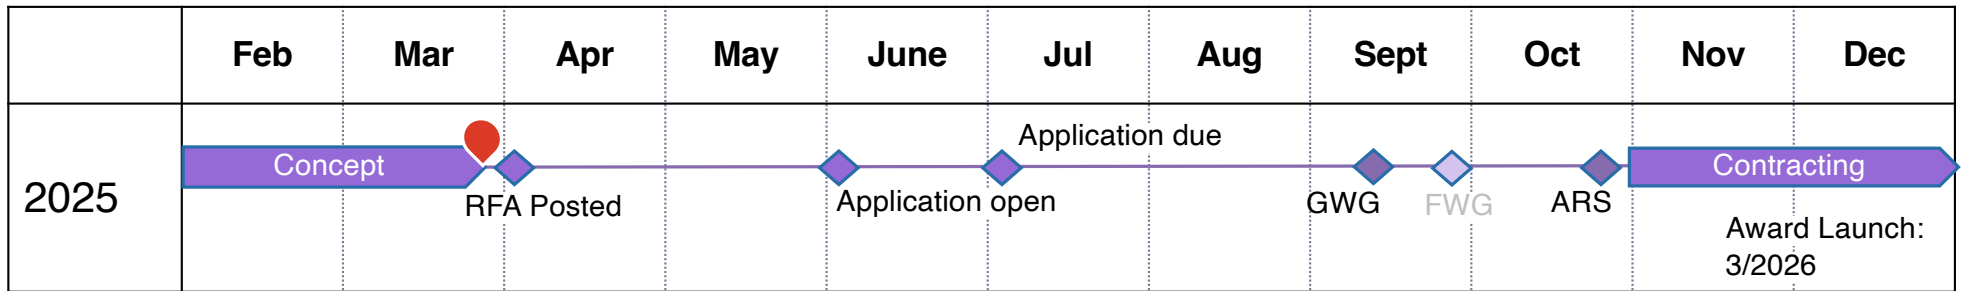 Feb Mar Apr May June Jul Aug Sept Oct Nov Dec
2025
Concept
RFA Posted
Application open
Application due
GWG
FWG
ARS
Contracting
Award Launch:
3/2026